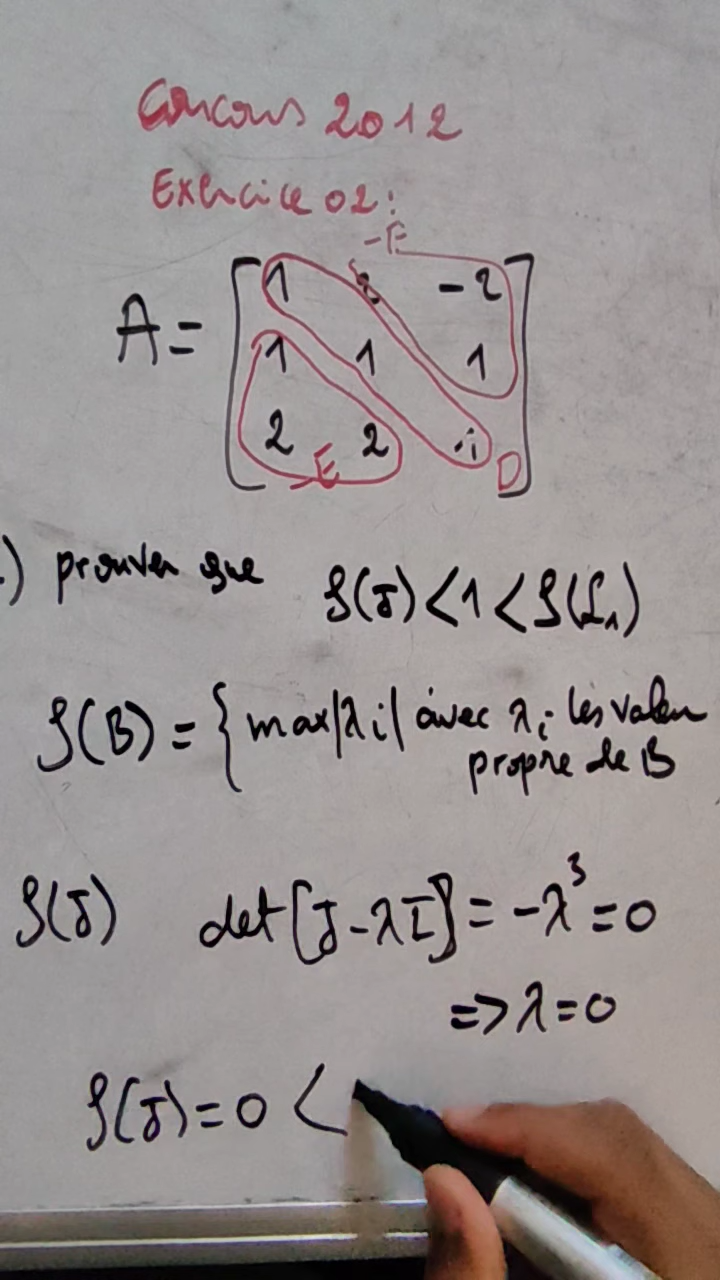 Concours 2012
Exercice 02:
-F
A = [ 1 2 -2
1 1 1
2 2 1 ]
-E D
.) prouver que ρ(J) < 1 < ρ(L₁)
ρ(B) = { max|λi| avec λi les valeur
propre de B
ρ(J) det[J - λI] = -λ³ = 0
=> λ = 0
ρ(J) = 0 <